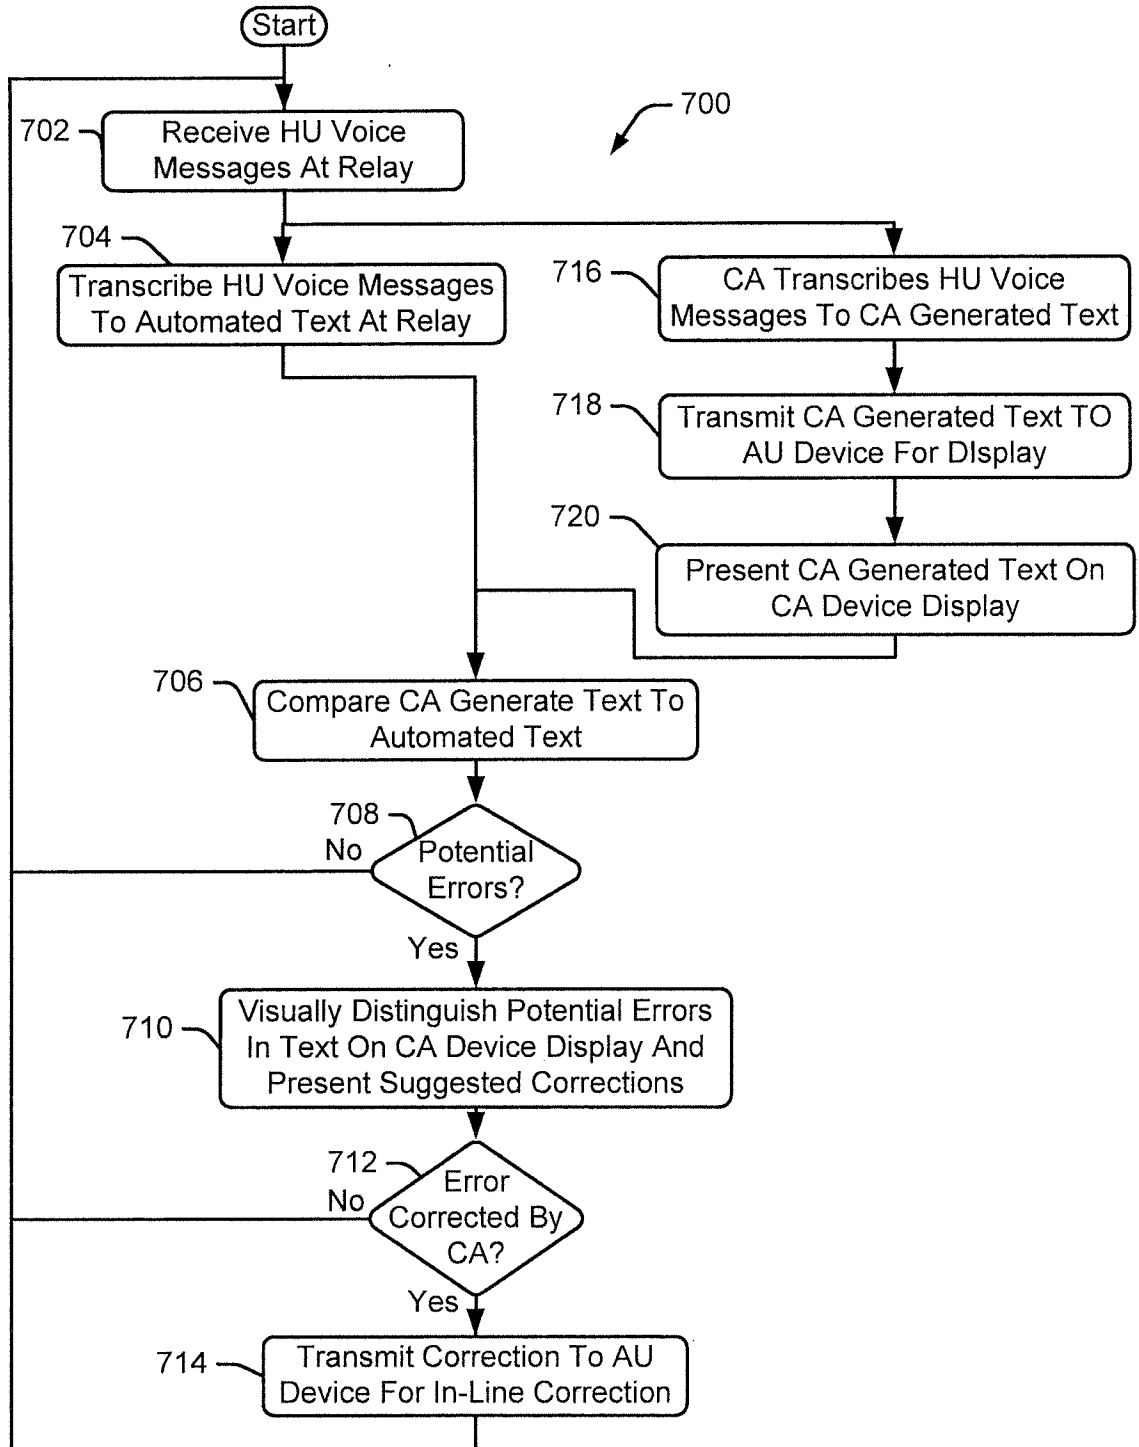 Start
700
702
Receive HU Voice
Messages At Relay
704
Transcribe HU Voice Messages
To Automated Text At Relay
716
CA Transcribes HU Voice
Messages To CA Generated Text
718
Transmit CA Generated Text TO
AU Device For DIsplay
720
Present CA Generated Text On
CA Device Display
706
Compare CA Generate Text To
Automated Text
708
No
Potential
Errors?
Yes
710
Visually Distinguish Potential Errors
In Text On CA Device Display And
Present Suggested Corrections
712
No
Error
Corrected By
CA?
Yes
714
Transmit Correction To AU
Device For In-Line Correction